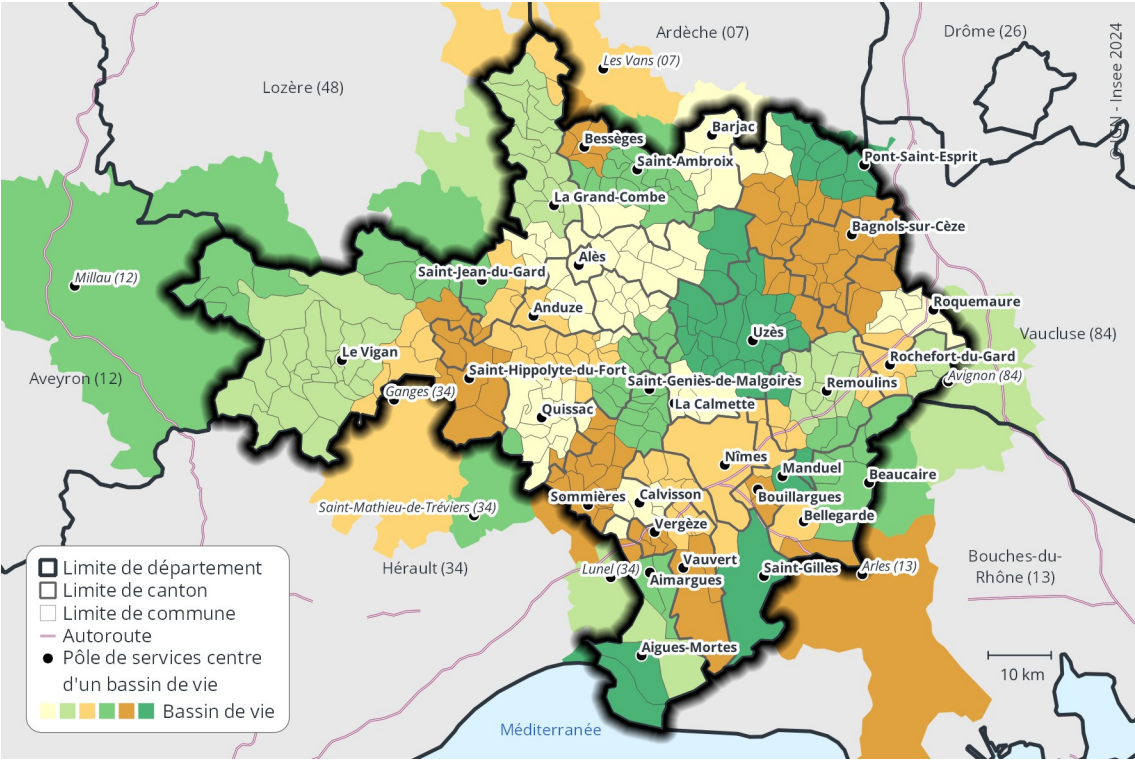 Ardèche (07)
Drôme (26)
© IGN - Insee 2024
Les Vans (07)
Lozère (48)
Barjac
Bessèges
Saint-Ambroix
Pont-Saint-Esprit
La Grand-Combe
Bagnols-sur-Cèze
Alès
Saint-Jean-du-Gard
Millau (12)
Anduze
Roquemaure
Uzès
Vaucluse (84)
Le Vigan
Rochefort-du-Gard
Saint-Hippolyte-du-Fort
Avignon (84)
Aveyron (12)
Saint-Geniès-de-Malgoirès
Remoulins
Ganges (34)
La Calmette
Quissac
Nîmes
Manduel
Beaucaire
Sommières
Calvisson
Bouillargues
Saint-Mathieu-de-Tréviers (34)
Bellegarde
Vergèze
Vauvert
Bouches-du-
Rhône (13)
Hérault (34)
Lunel (34)
Saint-Gilles
Arles (13)
Aimargues
Aigues-Mortes
10 km
Méditerranée
Limite de département
Limite de canton
Limite de commune
Autoroute
Pôle de services centre
d'un bassin de vie
Bassin de vie